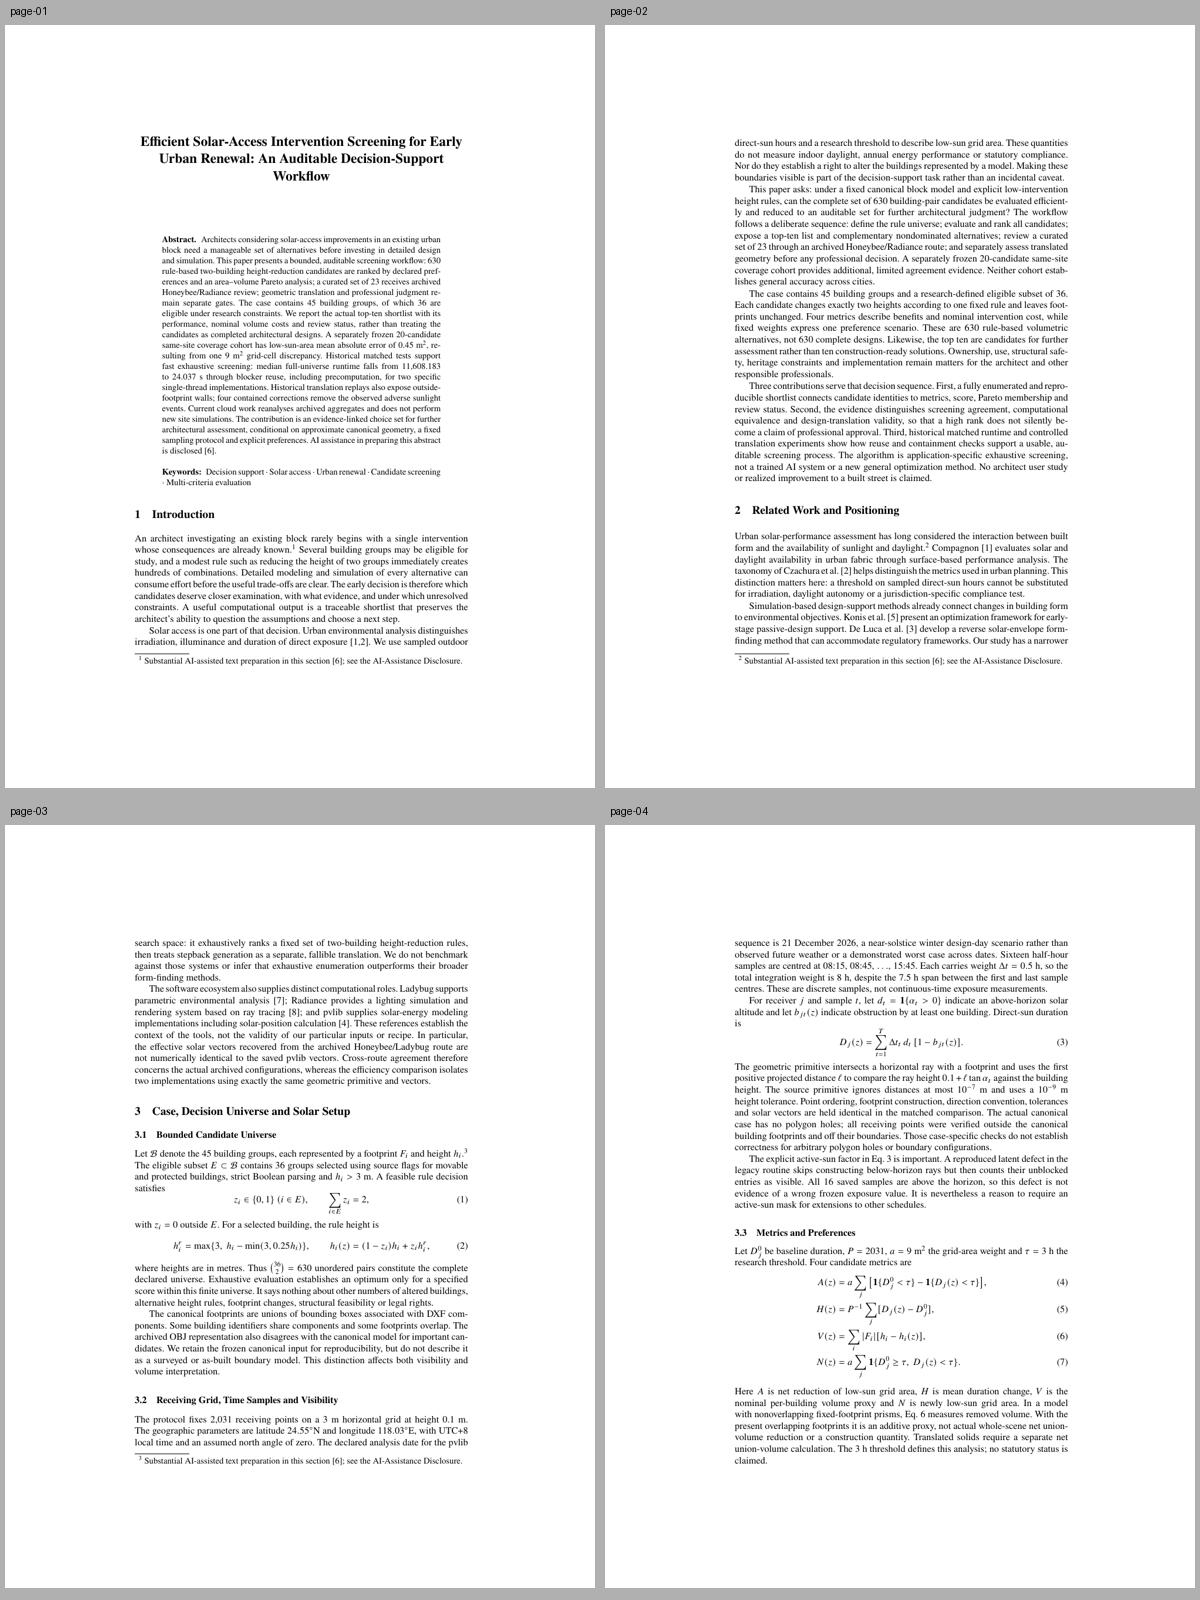 page-01
Efficient Solar-Access Intervention Screening for Early
Urban Renewal: An Auditable Decision-Support
Workflow
Abstract. Architects considering solar-access improvements in an existing urban
block need a manageable set of alternatives before investing in detailed design
and simulation. This paper presents a bounded, auditable screening workflow: 630
rule-based two-building height-reduction candidates are ranked by declared pref-
erences and an area–volume Pareto analysis; a curated set of 23 receives archived
Honeybee/Radiance review; geometric translation and professional judgment re-
main separate gates. The case contains 45 building groups, of which 36 are
eligible under research constraints. We report the actual top-ten shortlist with its
performance, nominal volume costs and review status, rather than treating the
candidates as completed architectural designs. A separately frozen 20-candidate
same-site coverage cohort has low-sun-area mean absolute error of 0.45 m², re-
sulting from one 9 m² grid-cell discrepancy. Historical matched tests support
fast exhaustive screening: median full-universe runtime falls from 11,608.183
to 24.037 s through blocker reuse, including precomputation, for two specific
single-thread implementations. Historical translation replays also expose outside-
footprint walls; four contained corrections remove the observed adverse sunlight
events. Current cloud work reanalyses archived aggregates and does not perform
new site simulations. The contribution is an evidence-linked choice set for further
architectural assessment, conditional on approximate canonical geometry, a fixed
sampling protocol and explicit preferences. AI assistance in preparing this abstract
is disclosed [6].
Keywords: Decision support · Solar access · Urban renewal · Candidate screening
· Multi-criteria evaluation
1 Introduction
An architect investigating an existing block rarely begins with a single intervention
whose consequences are already known.¹ Several building groups may be eligible for
study, and a modest rule such as reducing the height of two groups immediately creates
hundreds of combinations. Detailed modeling and simulation of every alternative can
consume effort before the useful trade-offs are clear. The early decision is therefore which
candidates deserve closer examination, with what evidence, and under which unresolved
constraints. A useful computational output is a traceable shortlist that preserves the
architect's ability to question the assumptions and choose a next step.
Solar access is one part of that decision. Urban environmental analysis distinguishes
irradiation, illuminance and duration of direct exposure [1,2]. We use sampled outdoor
¹ Substantial AI-assisted text preparation in this section [6]; see the AI-Assistance Disclosure.
page-02
direct-sun hours and a research threshold to describe low-sun grid area. These quantities
do not measure indoor daylight, annual energy performance or statutory compliance.
Nor do they establish a right to alter the buildings represented by a model. Making these
boundaries visible is part of the decision-support task rather than an incidental caveat.
This paper asks: under a fixed canonical block model and explicit low-intervention
height rules, can the complete set of 630 building-pair candidates be evaluated efficient-
ly and reduced to an auditable set for further architectural judgment? The workflow
follows a deliberate sequence: define the rule universe; evaluate and rank all candidates;
expose a top-ten list and complementary nondominated alternatives; review a curated
set of 23 through an archived Honeybee/Radiance route; and separately assess translated
geometry before any professional decision. A separately frozen 20-candidate same-site
coverage cohort provides additional, limited agreement evidence. Neither cohort estab-
lishes general accuracy across cities.
The case contains 45 building groups and a research-defined eligible subset of 36.
Each candidate changes exactly two heights according to one fixed rule and leaves foot-
prints unchanged. Four metrics describe benefits and nominal intervention cost, while
fixed weights express one preference scenario. These are 630 rule-based volumetric
alternatives, not 630 complete designs. Likewise, the top ten are candidates for further
assessment rather than ten construction-ready solutions. Ownership, use, structural safe-
ty, heritage constraints and implementation remain matters for the architect and other
responsible professionals.
Three contributions serve that decision sequence. First, a fully enumerated and repro-
ducible shortlist connects candidate identities to metrics, score, Pareto membership and
review status. Second, the evidence distinguishes screening agreement, computational
equivalence and design-translation validity, so that a high rank does not silently be-
come a claim of professional approval. Third, historical matched runtime and controlled
translation experiments show how reuse and containment checks support a usable, au-
ditable screening process. The algorithm is application-specific exhaustive screening,
not a trained AI system or a new general optimization method. No architect user study
or realized improvement to a built street is claimed.
2 Related Work and Positioning
Urban solar-performance assessment has long considered the interaction between built
form and the availability of sunlight and daylight.² Compagnon [1] evaluates solar and
daylight availability in urban fabric through surface-based performance analysis. The
taxonomy of Czachura et al. [2] helps distinguish the metrics used in urban planning. This
distinction matters here: a threshold on sampled direct-sun hours cannot be substituted
for irradiation, daylight autonomy or a jurisdiction-specific compliance test.
Simulation-based design-support methods already connect changes in building form
to environmental objectives. Konis et al. [5] present an optimization framework for early-
stage passive-design support. De Luca et al. [3] develop a reverse solar-envelope form-
finding method that can accommodate regulatory frameworks. Our study has a narrower
² Substantial AI-assisted text preparation in this section [6]; see the AI-Assistance Disclosure.
page-03
search space: it exhaustively ranks a fixed set of two-building height-reduction rules,
then treats stepback generation as a separate, fallible translation. We do not benchmark
against those systems or infer that exhaustive enumeration outperforms their broader
form-finding methods.
The software ecosystem also supplies distinct computational roles. Ladybug supports
parametric environmental analysis [7]; Radiance provides a lighting simulation and
rendering system based on ray tracing [8]; and pvlib supplies solar-energy modeling
implementations including solar-position calculation [4]. These references establish the
context of the tools, not the validity of our particular inputs or recipe. In particular,
the effective solar vectors recovered from the archived Honeybee/Ladybug route are
not numerically identical to the saved pvlib vectors. Cross-route agreement therefore
concerns the actual archived configurations, whereas the efficiency comparison isolates
two implementations using exactly the same geometric primitive and vectors.
3 Case, Decision Universe and Solar Setup
3.1 Bounded Candidate Universe
Let ℬ denote the 45 building groups, each represented by a footprint Fᵢ and height hᵢ.³
The eligible subset E ⊂ ℬ contains 36 groups selected using source flags for movable
and protected buildings, strict Boolean parsing and hᵢ > 3 m. A feasible rule decision
satisfies
zᵢ ∈ {0, 1} (i ∈ E), ∑_{i∈E} zᵢ = 2, (1)
with zᵢ = 0 outside E. For a selected building, the rule height is
hᵢʳ = max{3, hᵢ − min(3, 0.25hᵢ)}, hᵢ(z) = (1 − zᵢ)hᵢ + zᵢhᵢʳ, (2)
where heights are in metres. Thus (36 2) = 630 unordered pairs constitute the complete
declared universe. Exhaustive evaluation establishes an optimum only for a specified
score within this finite universe. It says nothing about other numbers of altered buildings,
alternative height rules, footprint changes, structural feasibility or legal rights.
The canonical footprints are unions of bounding boxes associated with DXF com-
ponents. Some building identifiers share components and some footprints overlap. The
archived OBJ representation also disagrees with the canonical model for important can-
didates. We retain the frozen canonical input for reproducibility, but do not describe it
as a surveyed or as-built boundary model. This distinction affects both visibility and
volume interpretation.
3.2 Receiving Grid, Time Samples and Visibility
The protocol fixes 2,031 receiving points on a 3 m horizontal grid at height 0.1 m.
The geographic parameters are latitude 24.55°N and longitude 118.03°E, with UTC+8
local time and an assumed north angle of zero. The declared analysis date for the pvlib
³ Substantial AI-assisted text preparation in this section [6]; see the AI-Assistance Disclosure.
page-04
sequence is 21 December 2026, a near-solstice winter design-day scenario rather than
observed future weather or a demonstrated worst case across dates. Sixteen half-hour
samples are centred at 08:15, 08:45, . . . , 15:45. Each carries weight Δt = 0.5 h, so the
total integration weight is 8 h, despite the 7.5 h span between the first and last sample
centres. These are discrete samples, not continuous-time exposure measurements.
For receiver j and sample t, let dₜ = 1{αₜ > 0} indicate an above-horizon solar
altitude and let bⱼₜ(z) indicate obstruction by at least one building. Direct-sun duration
is
Dⱼ(z) = ∑_{t=1}^{T} Δtₜ dₜ [1 − bⱼₜ(z)]. (3)
The geometric primitive intersects a horizontal ray with a footprint and uses the first
positive projected distance ℓ to compare the ray height 0.1 + ℓ tan αₜ against the building
height. The source primitive ignores distances at most 10⁻⁷ m and uses a 10⁻⁹ m
height tolerance. Point ordering, footprint construction, direction convention, tolerances
and solar vectors are held identical in the matched comparison. The actual canonical
case has no polygon holes; all receiving points were verified outside the canonical
building footprints and off their boundaries. Those case-specific checks do not establish
correctness for arbitrary polygon holes or boundary configurations.
The explicit active-sun factor in Eq. 3 is important. A reproduced latent defect in the
legacy routine skips constructing below-horizon rays but then counts their unblocked
entries as visible. All 16 saved samples are above the horizon, so this defect is not
evidence of a wrong frozen exposure value. It is nevertheless a reason to require an
active-sun mask for extensions to other schedules.
3.3 Metrics and Preferences
Let Dⱼ⁰ be baseline duration, P = 2031, a = 9 m² the grid-area weight and τ = 3 h the
research threshold. Four candidate metrics are
A(z) = a ∑ⱼ [1{Dⱼ⁰ < τ} − 1{Dⱼ(z) < τ}], (4)
H(z) = P⁻¹ ∑ⱼ [Dⱼ(z) − Dⱼ⁰], (5)
V(z) = ∑ᵢ |Fᵢ|[hᵢ − hᵢ(z)], (6)
N(z) = a ∑ⱼ 1{Dⱼ⁰ ≥ τ, Dⱼ(z) < τ}. (7)
Here A is net reduction of low-sun grid area, H is mean duration change, V is the
nominal per-building volume proxy and N is newly low-sun grid area. In a model
with nonoverlapping fixed-footprint prisms, Eq. 6 measures removed volume. With the
present overlapping footprints it is an additive proxy, not actual whole-scene net union-
volume reduction or a construction quantity. Translated solids require a separate net
union-volume calculation. The 3 h threshold defines this analysis; no statutory status is
claimed.